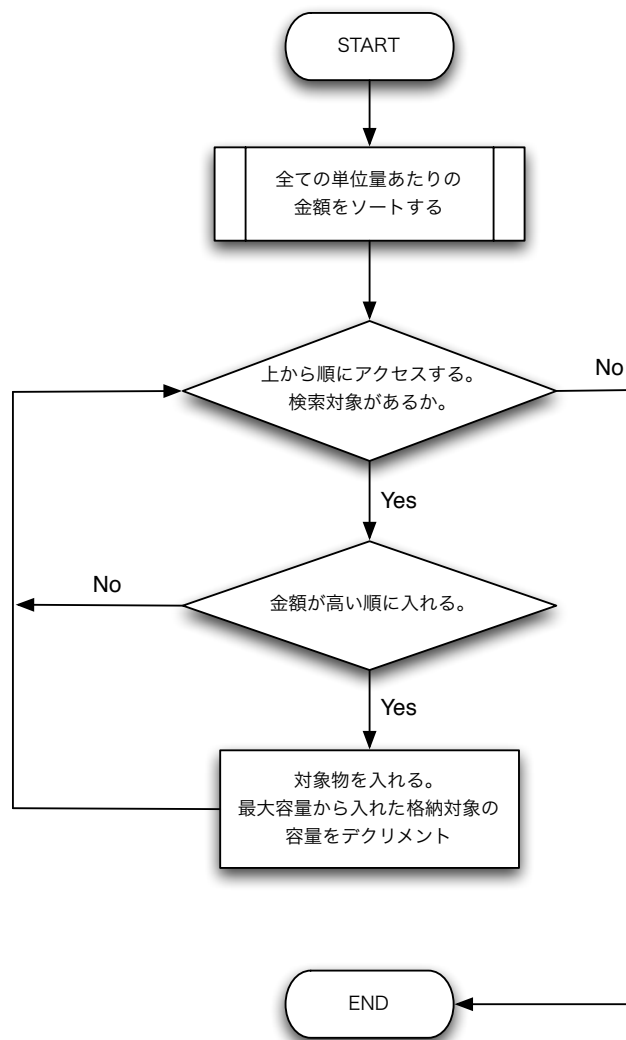 START
全ての単位量あたりの
金額をソートする
上から順にアクセスする。
検索対象があるか。
No
Yes
金額が高い順に入れる。
No
Yes
対象物を入れる。
最大容量から入れた格納対象の
容量をデクリメント
END